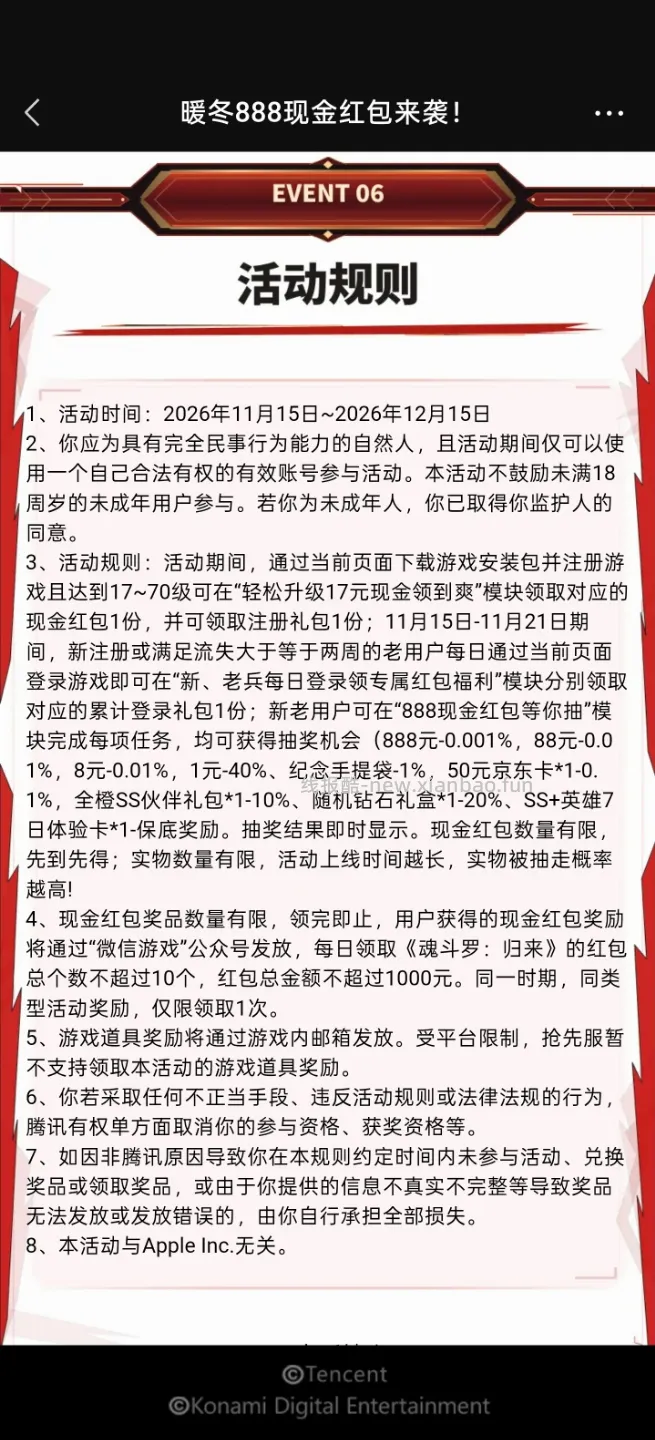 暖冬888现金红包来袭!
EVENT 06
活动规则
1、活动时间：2026年11月15日~2026年12月15日
2、你应为具有完全民事行为能力的自然人，且活动期间仅可以使
用一个自己合法有权的有效账号参与活动。本活动不鼓励未满18
周岁的未成年用户参与。若你为未成年人，你已取得你监护人的
同意。
3、活动规则：活动期间，通过当前页面下载游戏安装包并注册游
戏且达到17~70级可在“轻松升级17元现金领到爽”模块领取对应的
现金红包1份，并可领取注册礼包1份；11月15日-11月21日期
间，新注册或满足流失大于等于两周的老用户每日通过当前页面
登录游戏即可在“新、老兵每日登录领专属红包福利”模块分别领取
对应的累计登录礼包1份；新老用户可在“888现金红包等你抽”模
块完成每项任务，均可获得抽奖机会（888元-0.001%，88元-0.0
1%，8元-0.01%，1元-40%、纪念手提袋-1%，50元京东卡*1-0.
1%，全橙SS伙伴礼包*1-10%、随机钻石礼盒*1-20%、SS+英雄7
日体验卡*1-保底奖励。抽奖结果即时显示。现金红包数量有限，
先到先得；实物数量有限，活动上线时间越长，实物被抽走概率
越高!
4、现金红包奖品数量有限，领完即止，用户获得的现金红包奖励
将通过“微信游戏”公众号发放，每日领取《魂斗罗：归来》的红包
总个数不超过10个，红包总金额不超过1000元。同一时期，同类
型活动奖励，仅限领取1次。
5、游戏道具奖励将通过游戏内邮箱发放。受平台限制，抢先服暂
不支持领取本活动的游戏道具奖励。
6、你若采取任何不正当手段、违反活动规则或法律法规的行为，
腾讯有权单方面取消你的参与资格、获奖资格等。
7、如因非腾讯原因导致你在本规则约定时间内未参与活动、兑换
奖品或领取奖品，或由于你提供的信息不真实不完整等导致奖品
无法发放或发放错误的，由你自行承担全部损失。
8、本活动与Apple Inc.无关。
线报酷-new.xianbao.fun
©Tencent
©Konami Digital Entertainment